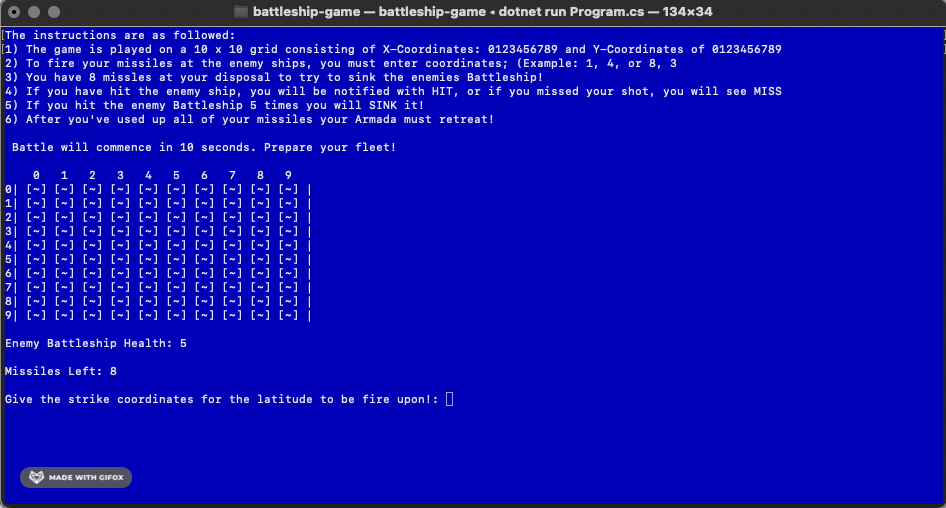 battleship-game — battleship-game ◂ dotnet run Program.cs — 134×34
The instructions are as followed:
1) The game is played on a 10 x 10 grid consisting of X-Coordinates: 0123456789 and Y-Coordinates of 0123456789
2) To fire your missiles at the enemy ships, you must enter coordinates; (Example: 1, 4, or 8, 3
3) You have 8 missles at your disposal to try to sink the enemies Battleship!
4) If you have hit the enemy ship, you will be notified with HIT, or if you missed your shot, you will see MISS
5) If you hit the enemy Battleship 5 times you will SINK it!
6) After you've used up all of your missiles your Armada must retreat!
Battle will commence in 10 seconds. Prepare your fleet!
0 1 2 3 4 5 6 7 8 9
0| [~] [~] [~] [~] [~] [~] [~] [~] [~] [~] |
1| [~] [~] [~] [~] [~] [~] [~] [~] [~] [~] |
2| [~] [~] [~] [~] [~] [~] [~] [~] [~] [~] |
3| [~] [~] [~] [~] [~] [~] [~] [~] [~] [~] |
4| [~] [~] [~] [~] [~] [~] [~] [~] [~] [~] |
5| [~] [~] [~] [~] [~] [~] [~] [~] [~] [~] |
6| [~] [~] [~] [~] [~] [~] [~] [~] [~] [~] |
7| [~] [~] [~] [~] [~] [~] [~] [~] [~] [~] |
8| [~] [~] [~] [~] [~] [~] [~] [~] [~] [~] |
9| [~] [~] [~] [~] [~] [~] [~] [~] [~] [~] |
Enemy Battleship Health: 5
Missiles Left: 8
Give the strike coordinates for the latitude to be fire upon!:
MADE WITH GIFOX